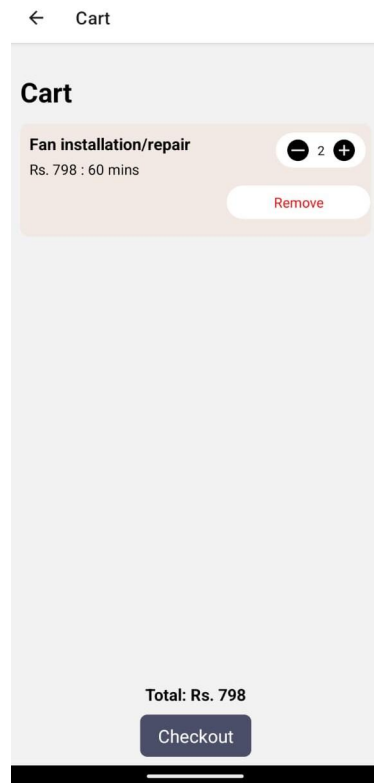 Cart
Cart
Fan installation/repair
2
Rs. 798 : 60 mins
Remove
Total: Rs. 798
Checkout